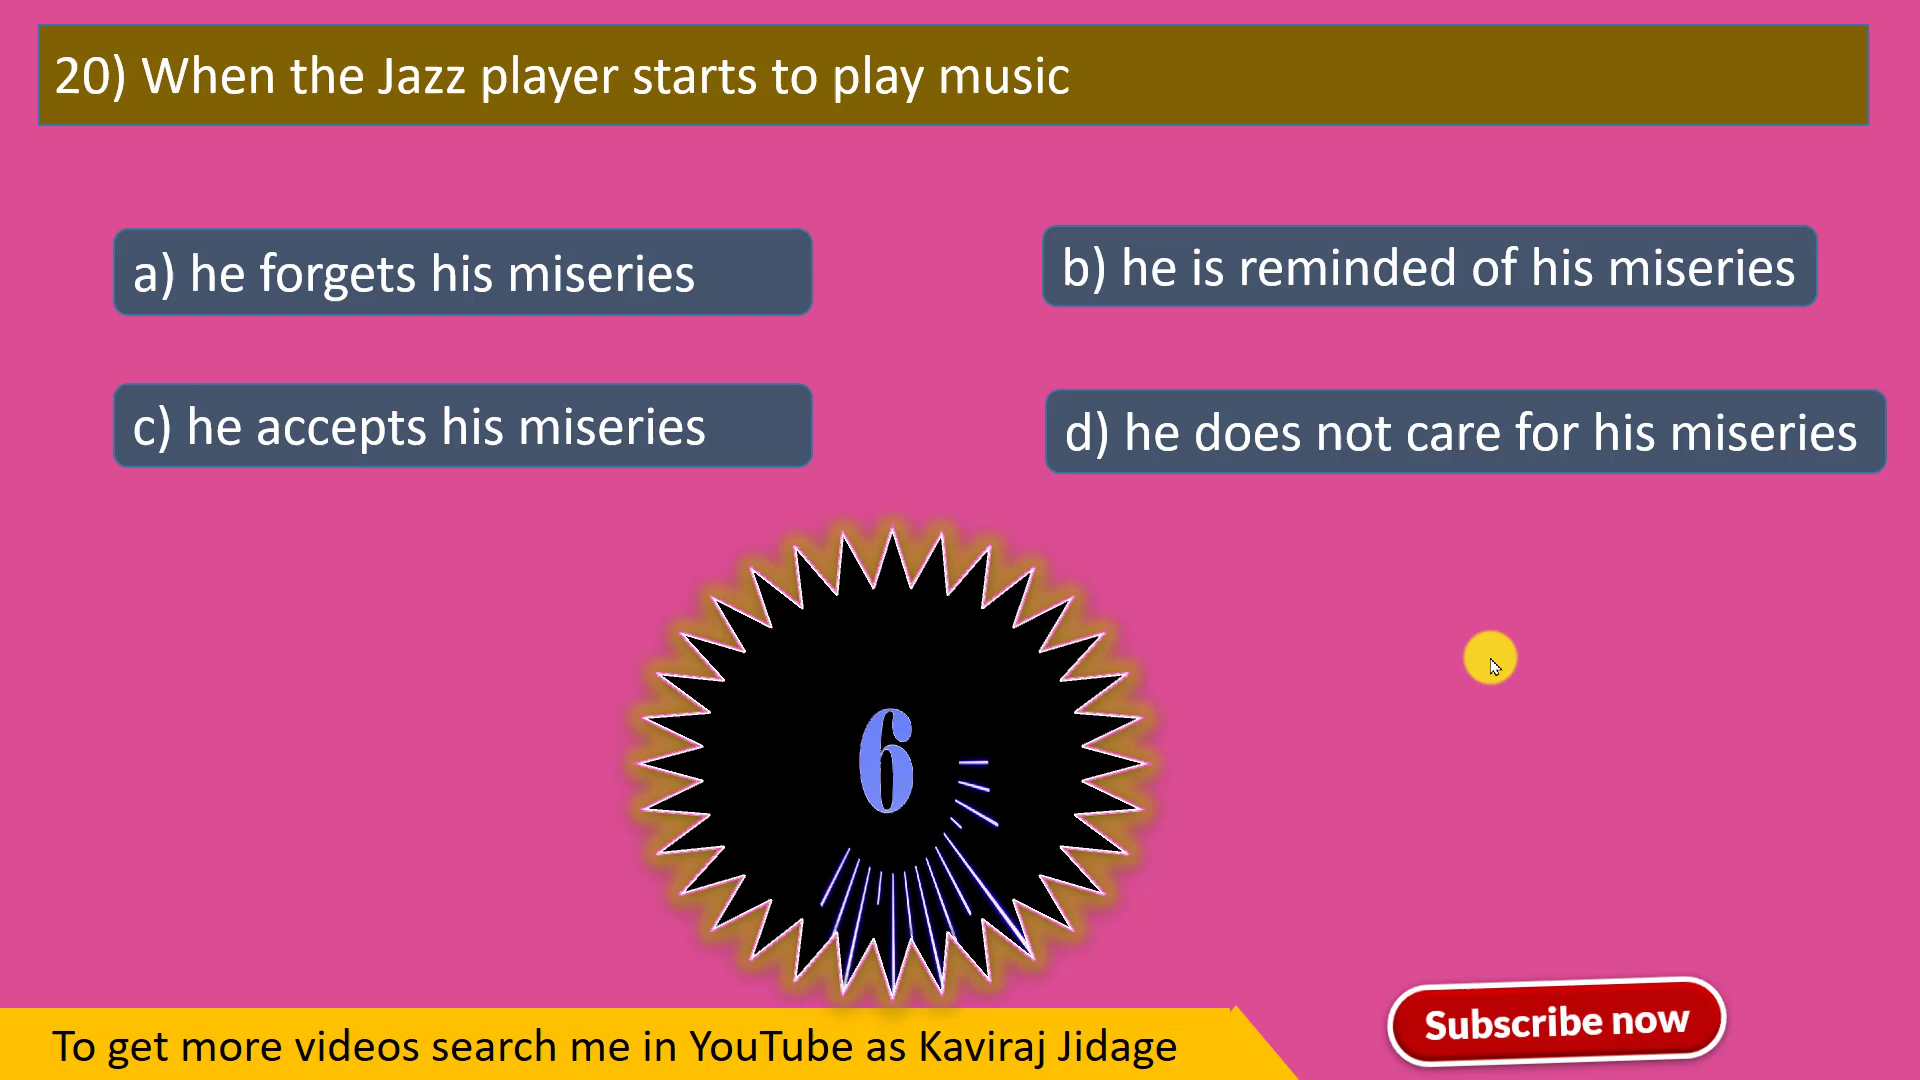 20) When the Jazz player starts to play music
a) he forgets his miseries
b) he is reminded of his miseries
c) he accepts his miseries
d) he does not care for his miseries
6
To get more videos search me in YouTube as Kaviraj Jidage
Subscribe now